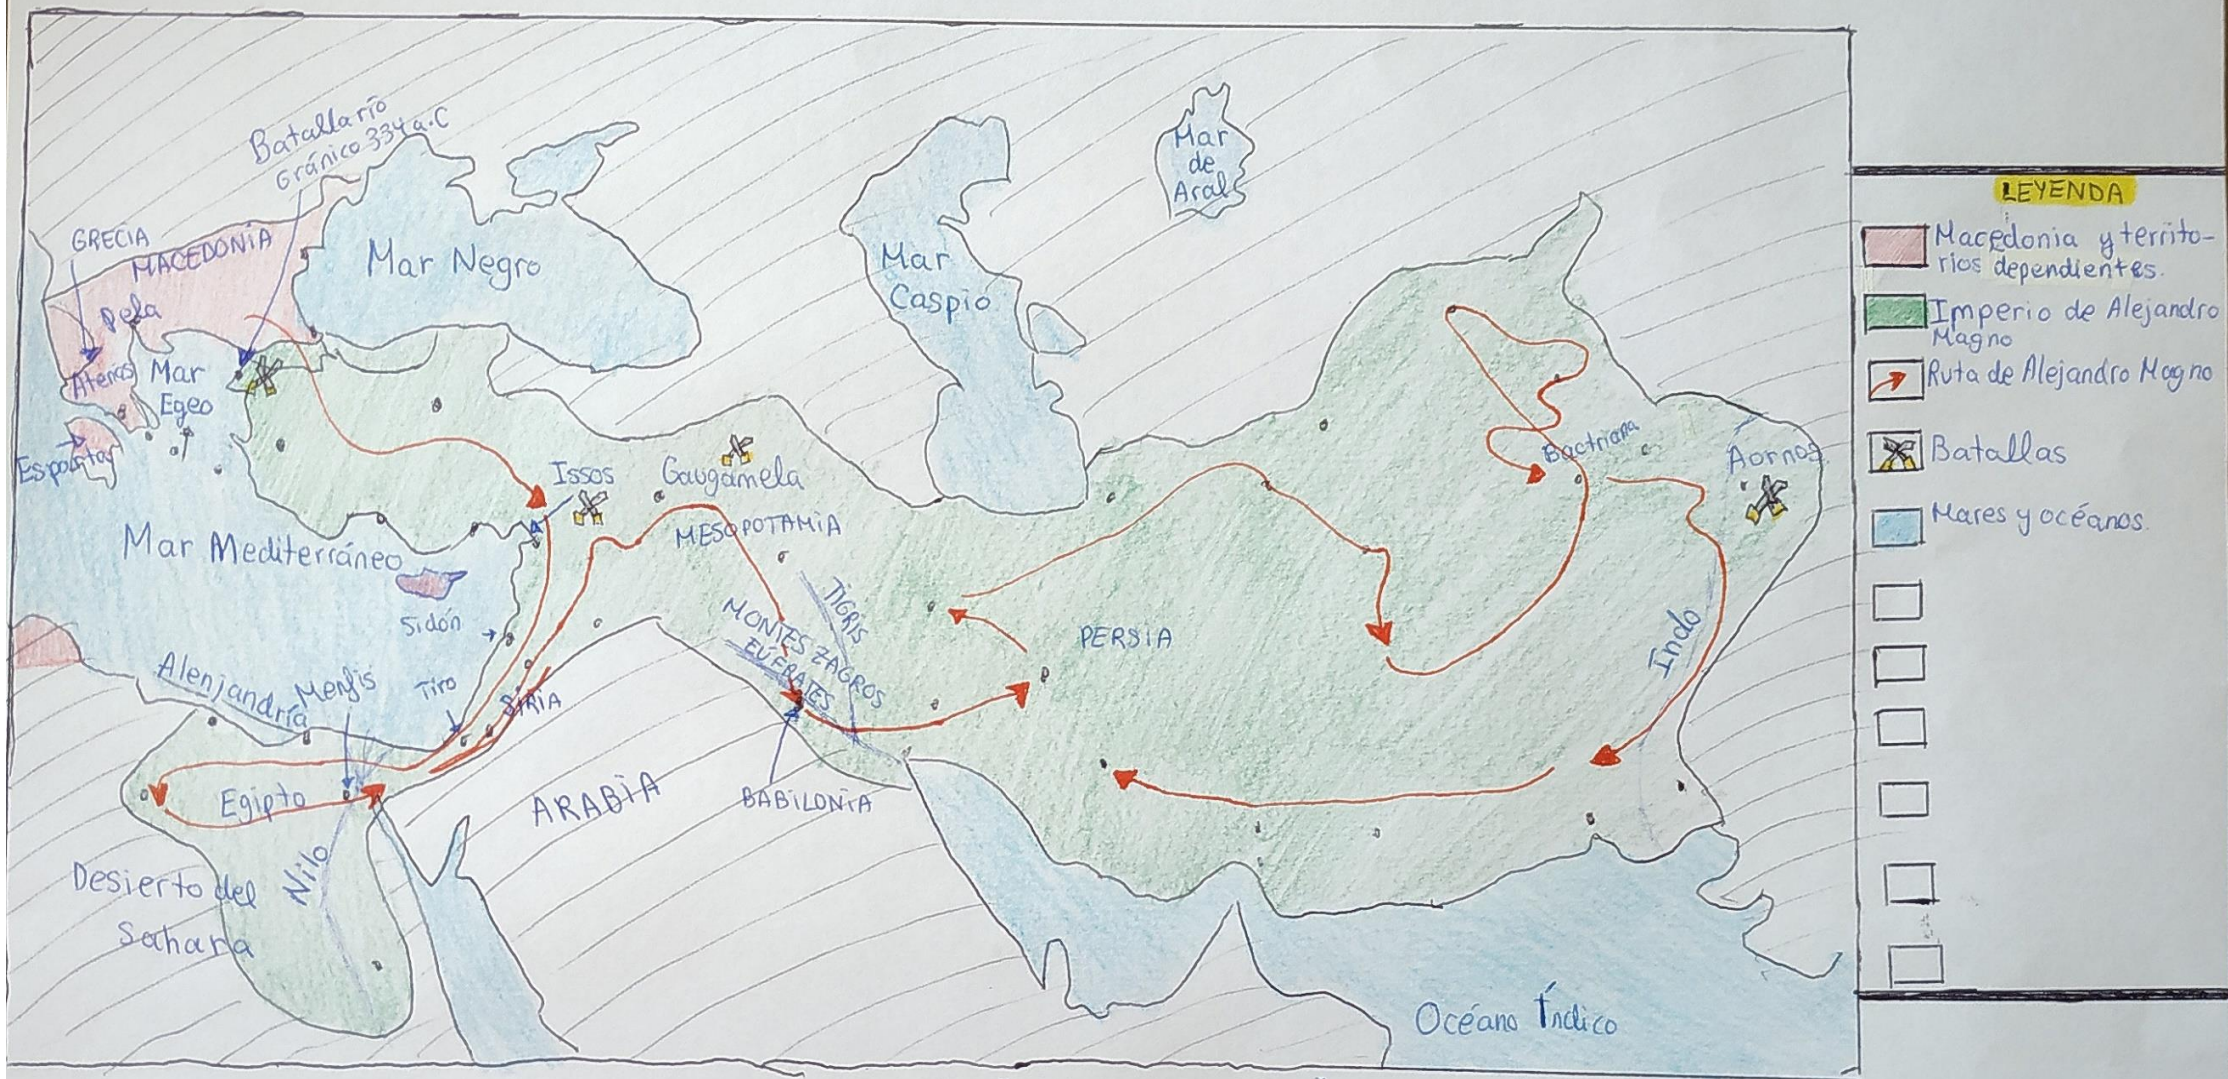 Batalla río
Gránico 334 a.C
GRECIA
MACEDONIA
Pela
Atenas
Mar
Egeo
Espartas
Mar Negro
Mar
Caspio
Mar
de
Aral
Issos
Gaugamela
MESOPOTAMIA
Bactriana
Aornos
Mar Mediterráneo
Sidón
Tiro
SIRIA
Alenjandría
Menfis
TIGRIS
MONTES ZAGROS
EÚFRATES
PERSIA
Indo
BABILONIA
ARABIA
Egipto
Nilo
Desierto del
Sahara
Océano Índico
LEYENDA
Macedonia y territo-
rios dependientes.
Imperio de Alejandro
Magno
Ruta de Alejandro Magno
Batallas
Mares y océanos.